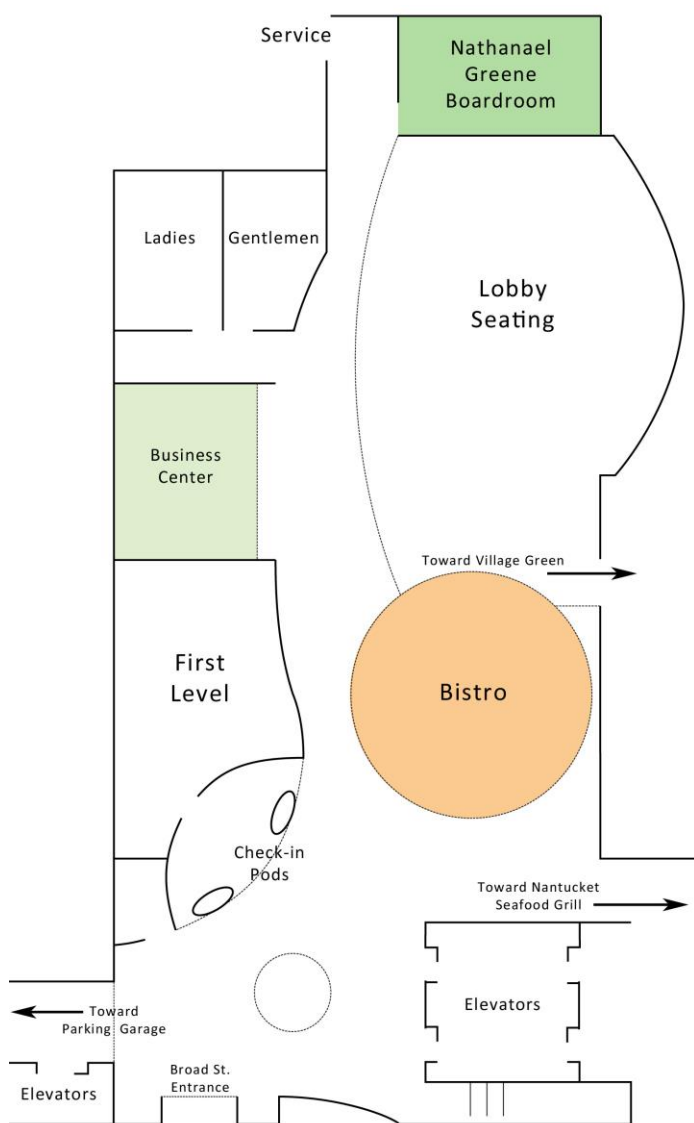 Service
Nathanael
Greene
Boardroom
Ladies
Gentlemen
Lobby
Seating
Business
Center
Toward Village Green
First
Level
Bistro
Check-in
Pods
Toward Nantucket
Seafood Grill
Elevators
Toward
Parking Garage
Broad St.
Entrance
Elevators